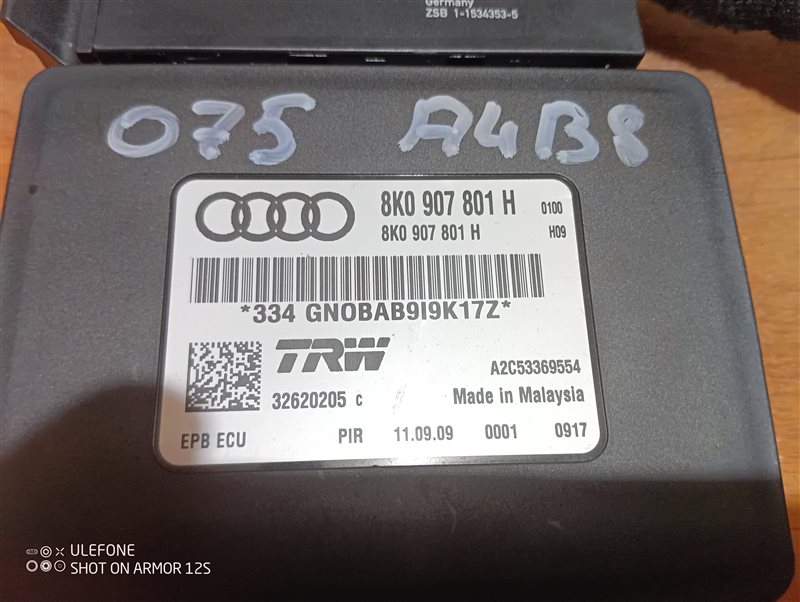 Germany
ZSB 1-1534353-5
075 A4B8
8K0 907 801 H 0100
8K0 907 801 H H09
*334 GNOBAB9I9K17Z*
TRW
A2C53369554
32620205 C Made in Malaysia
EPB ECU PIR 11.09.09 0001 0917
ULEFONE
SHOT ON ARMOR 12S